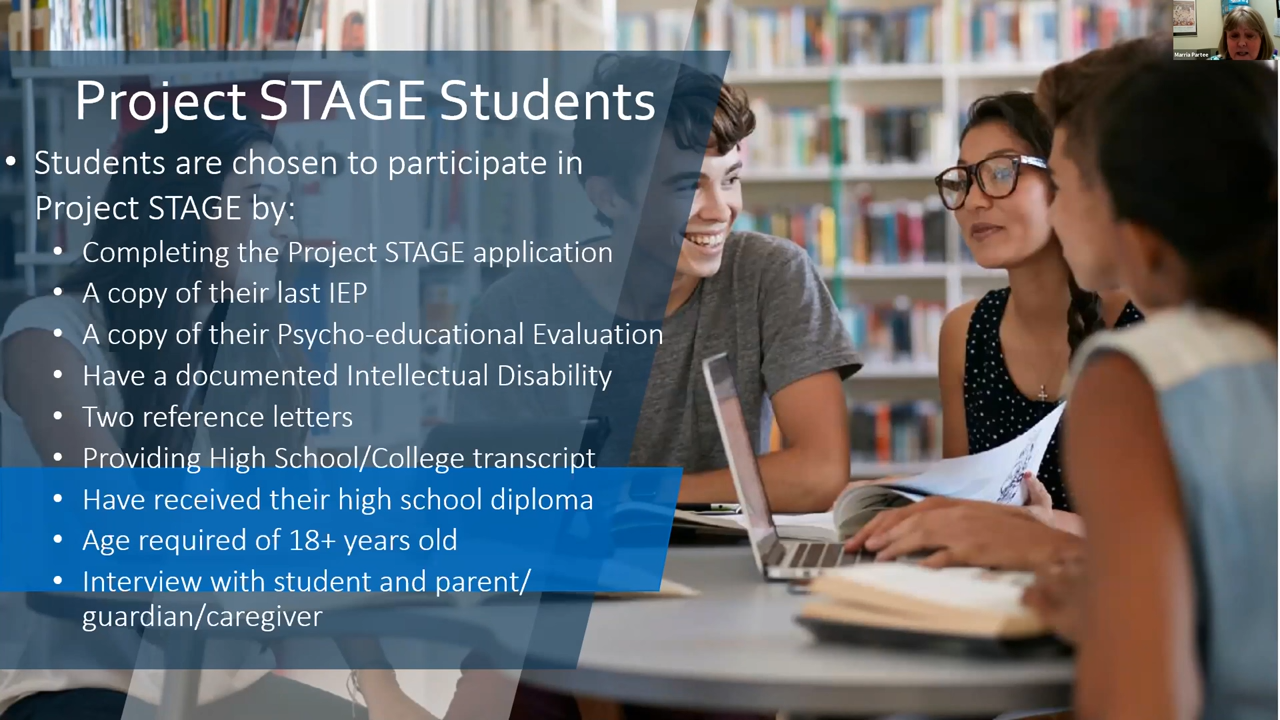 Project STAGE Students
• Students are chosen to participate in
Project STAGE by:
• Completing the Project STAGE application
• A copy of their last IEP
• A copy of their Psycho-educational Evaluation
• Have a documented Intellectual Disability
• Two reference letters
• Providing High School/College transcript
• Have received their high school diploma
• Age required of 18+ years old
• Interview with student and parent/
guardian/caregiver
Marria Partee